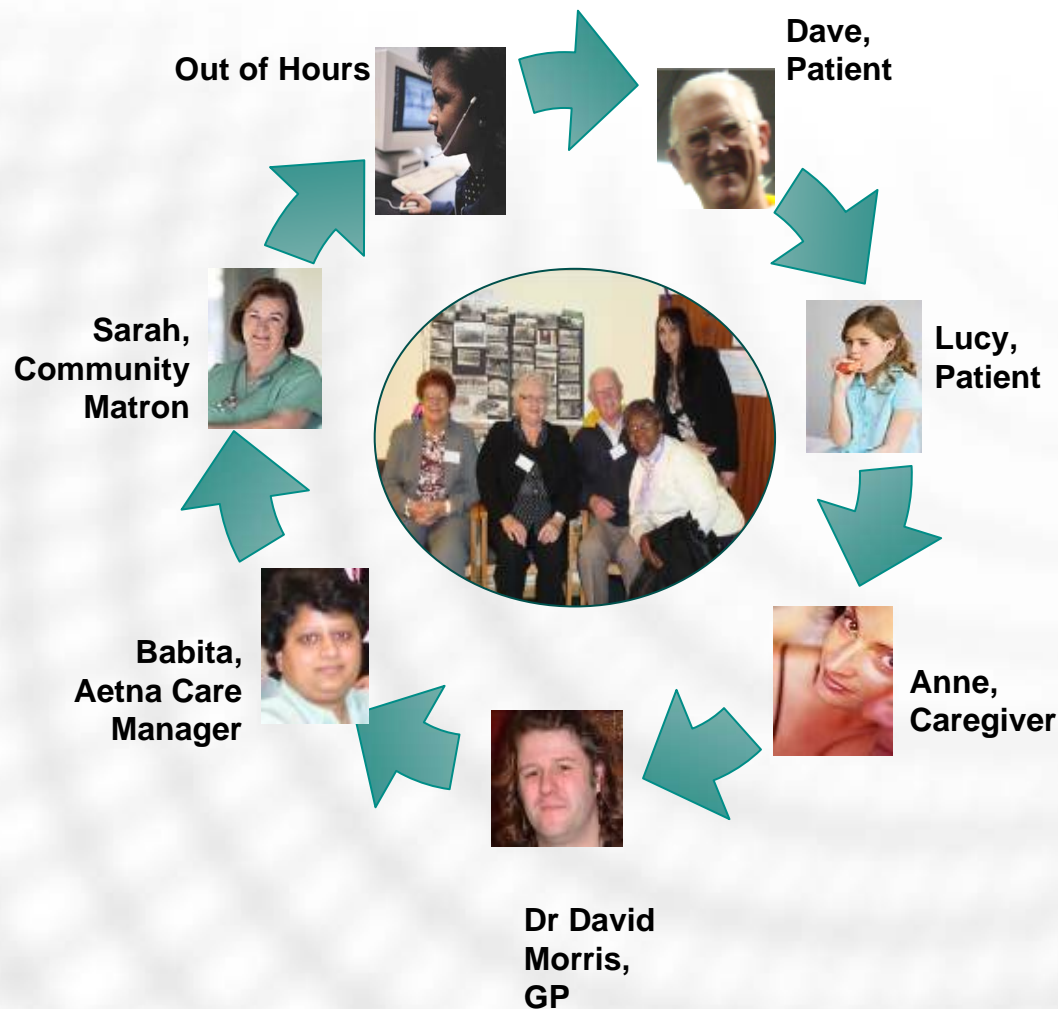 Out of Hours
Dave,
Patient
Lucy,
Patient
Anne,
Caregiver
Dr David
Morris,
GP
Babita,
Aetna Care
Manager
Sarah,
Community
Matron